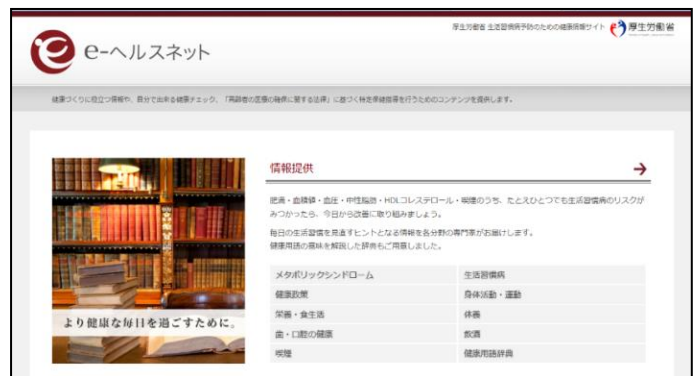 厚生労働省 生活習慣病予防のための健康情報サイト
厚生労働省
e-ヘルスネット
健康づくりに役立つ情報や、自分で出来る健康チェック、「高齢者の医療の確保に関する法律」に基づく特定保健指導を行うためのコンテンツを提供します。
情報提供
肥満・血糖値・血圧・中性脂肪・HDLコレステロール・喫煙のうち、たとえひとつでも生活習慣病のリスクが
みつかったら、今日から改善に取り組みましょう。
毎日の生活習慣を見直すヒントとなる情報を各分野の専門家がお届けします。
健康用語の意味を解説した辞典もご用意しました。
メタボリックシンドローム
生活習慣病
健康政策
身体活動・運動
栄養・食生活
休養
歯・口腔の健康
飲酒
喫煙
健康用語辞典
より健康な毎日を過ごすために。